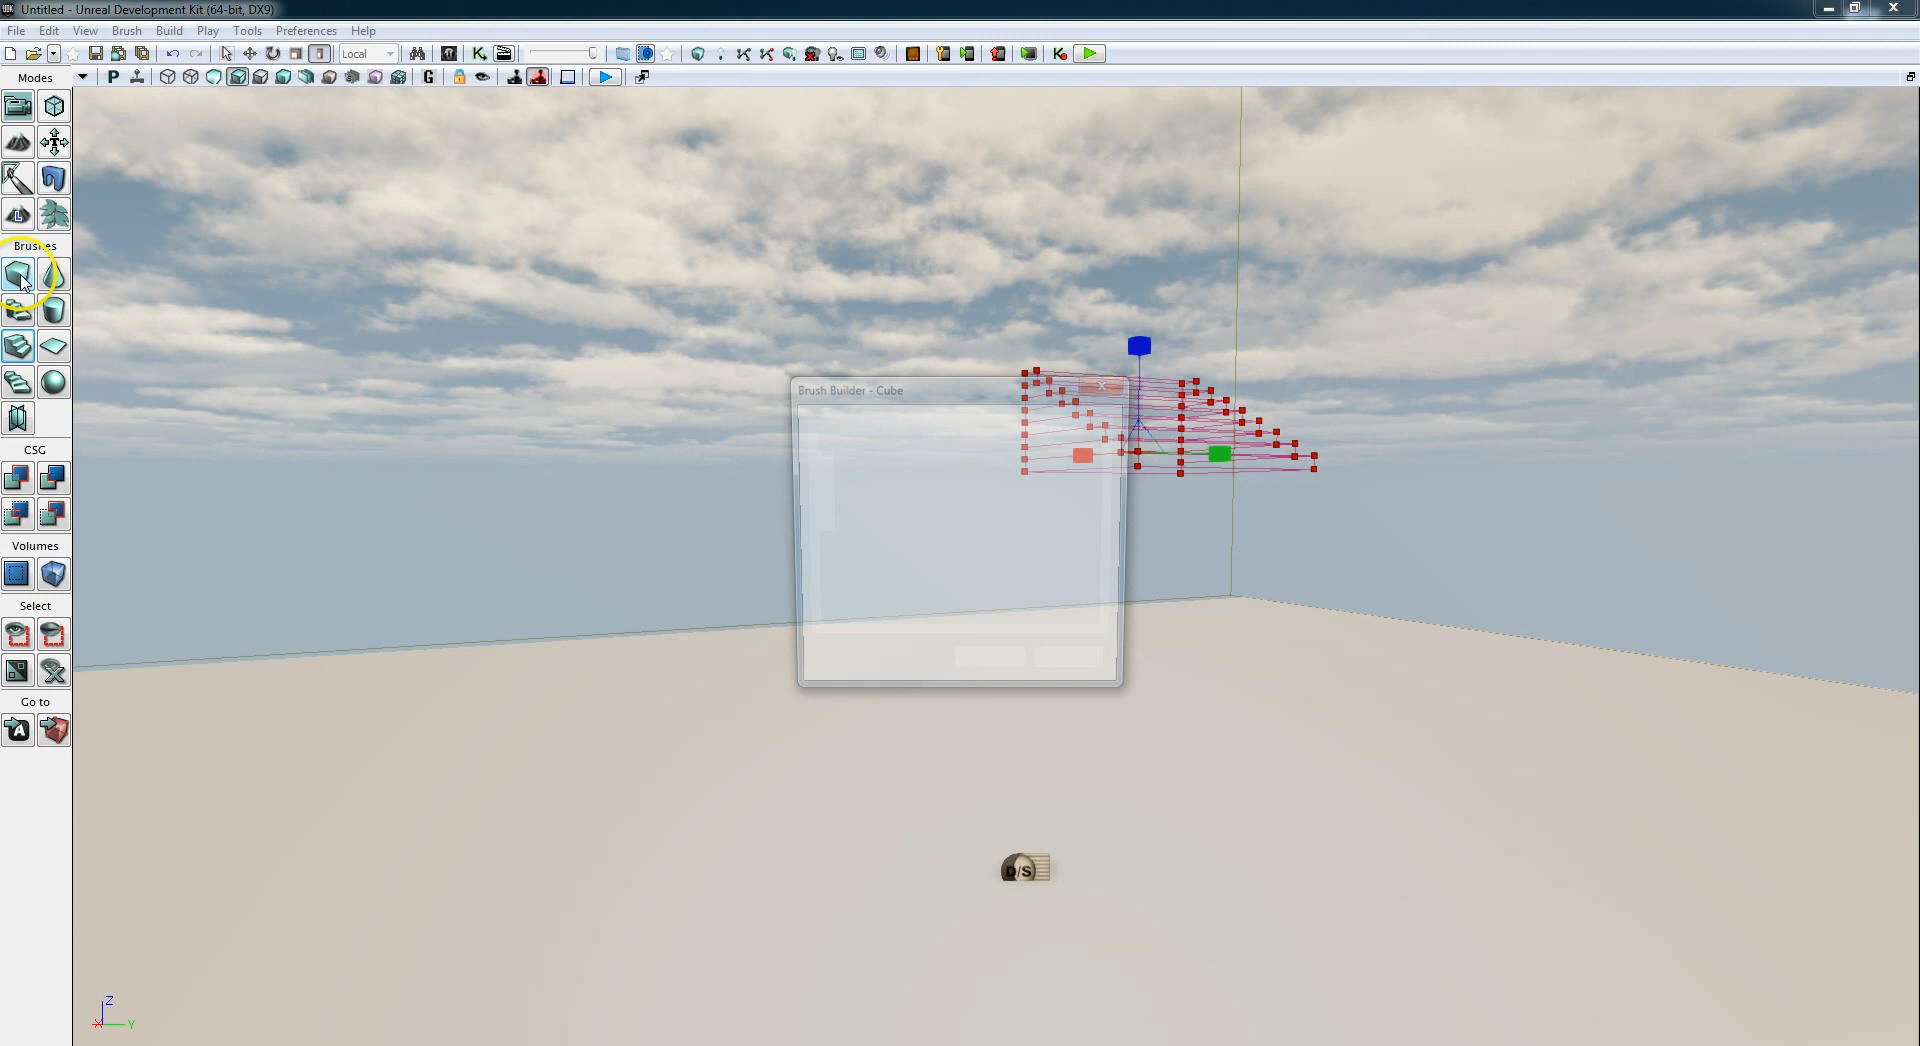 Untitled - Unreal Development Kit (64-bit, DX9)
File Edit View Brush Build Play Tools Preferences Help
Local
Modes
P
G
L
Brushes
Brush Builder - Cube
CSG
Volumes
Select
Go to
A
D/S
Z
X Y